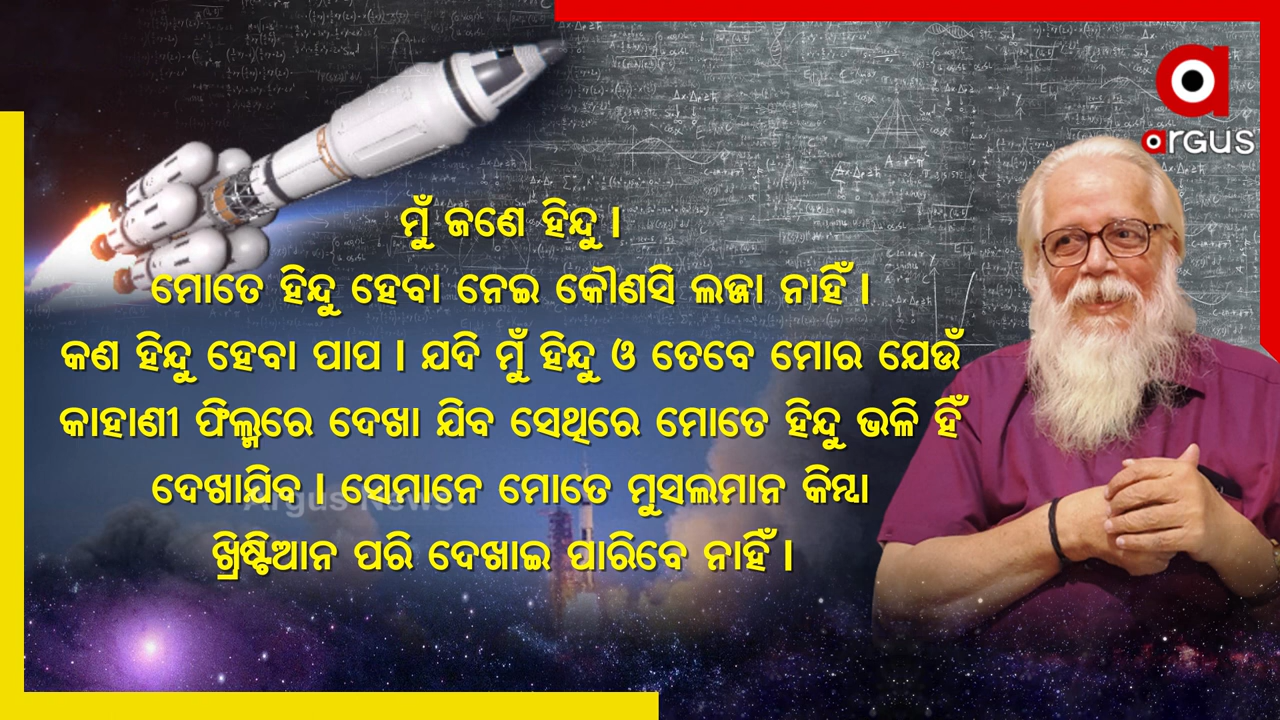 argus
ମୁଁ ଜଣେ ହିନ୍ଦୁ ।
ମୋତେ ହିନ୍ଦୁ ହେବା ନେଇ କୌଣସି ଲଜ୍ଜା ନାହିଁ ।
କଣ ହିନ୍ଦୁ ହେବା ପାପ । ଯଦି ମୁଁ ହିନ୍ଦୁ ଓ ତେବେ ମୋର ଯେଉଁ
କାହାଣୀ ଫିଲ୍ମରେ ଦେଖା ଯିବ ସେଥିରେ ମୋତେ ହିନ୍ଦୁ ଭଳି ହିଁ
ଦେଖାଯିବ । ସେମାନେ ମୋତେ ମୁସଲମାନ କିମ୍ବା
Argus News
ଖ୍ରିଷ୍ଟିଆନ ପରି ଦେଖାଇ ପାରିବେ ନାହିଁ ।